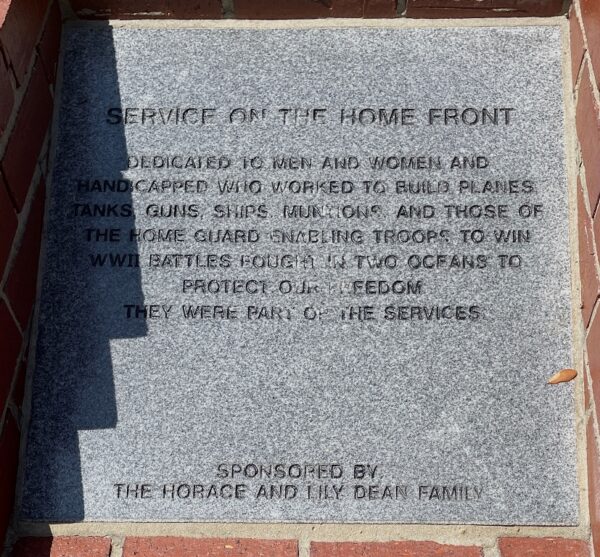 SERVICE ON THE HOME FRONT
DEDICATED TO MEN AND WOMEN AND
HANDICAPPED WHO WORKED TO BUILD PLANES,
TANKS, GUNS, SHIPS, MUNTIONS, AND THOSE OF
THE HOME GUARD ENABLING TROOPS TO WIN
WWII BATTLES FOUGHT IN TWO OCEANS TO
PROTECT OUR FREEDOM.
THEY WERE PART OF THE SERVICES.
SPONSORED BY
THE HORACE AND LILY DEAN FAMILY